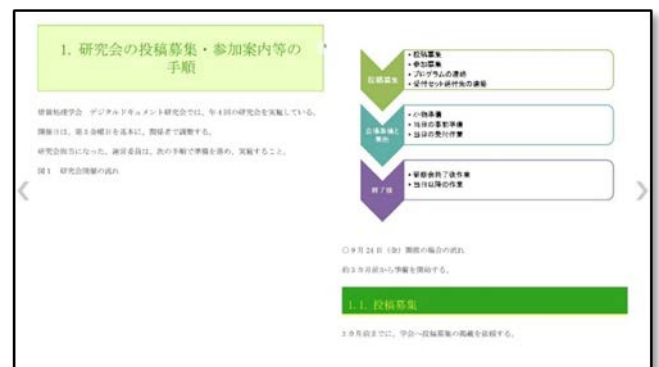 1. 研究会の投稿募集・参加案内等の
手順
情報処理学会 デジタルドキュメント研究会では、年4回の研究会を実施している。
開催日は、第3金曜日を基本に、関係者で調整する。
研究会担当になった、運営委員は、次の手順で準備を進め、実施すること。
図1 研究会開催の流れ
投稿募集
・投稿募集
・参加募集
・プログラムの連絡
・受付セット送付先の連絡
・小物準備
・当日の事前準備
・当日の受付作業
終了後
・研修会終了後作業
・当日以降の作業
○9月24日(金)開催の場合の流れ
約3カ月前から準備を開始する。
1.1. 投稿募集
3カ月前までに、学会へ投稿募集の掲載を依頼する。